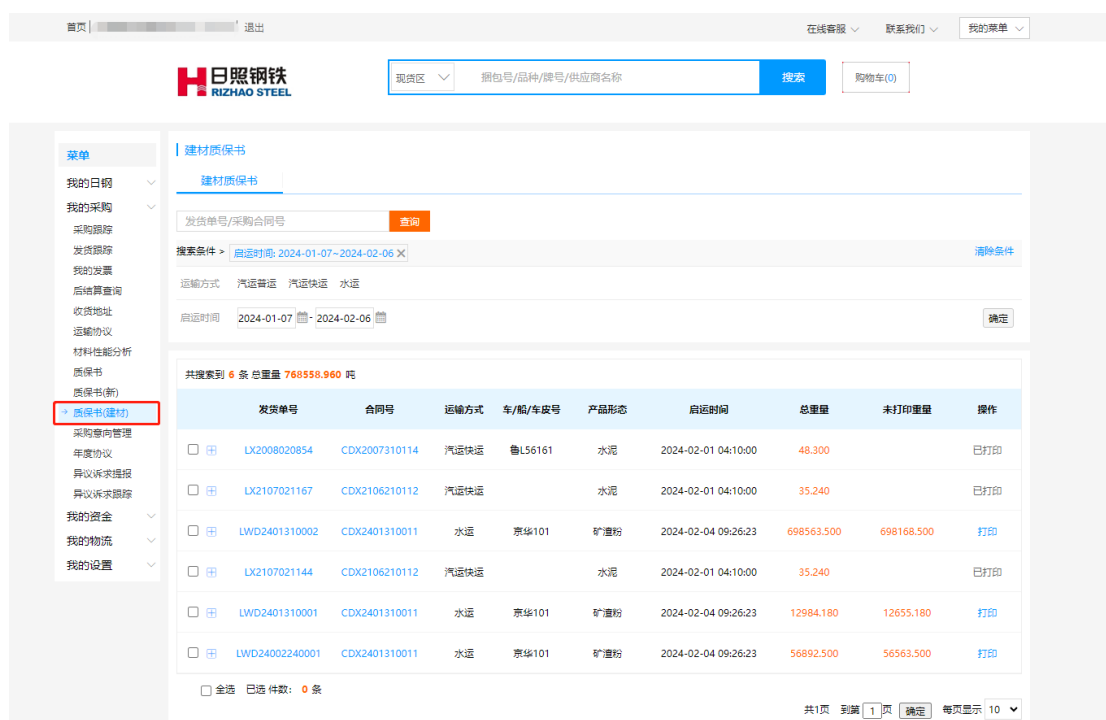 首页 退出 在线客服 联系我们 我的菜单
日照钢铁
RIZHAO STEEL
现货区 捆包号/品种/牌号/供应商名称 搜索 购物车(0)
菜单
我的日钢
我的采购
采购跟踪
发货跟踪
我的发票
后结算查询
收货地址
运输协议
材料性能分析
质保书
质保书(新)
质保书(建材)
采购意向管理
年度协议
异议诉求提报
异议诉求跟踪
我的资金
我的物流
我的设置
建材质保书
建材质保书
发货单号/采购合同号 查询
搜索条件 > 启运时间: 2024-01-07~2024-02-06 清除条件
运输方式 汽运普运 汽运快运 水运
启运时间 2024-01-07 - 2024-02-06 确定
共搜索到 6 条 总重量 768558.960 吨
发货单号 合同号 运输方式 车/船/车皮号 产品形态 启运时间 总重量 未打印重量 操作
LX2008020854 CDX2007310114 汽运快运 鲁L56161 水泥 2024-02-01 04:10:00 48.300 已打印
LX2107021167 CDX2106210112 汽运快运 水泥 2024-02-01 04:10:00 35.240 已打印
LWD2401310002 CDX2401310011 水运 京华101 矿渣粉 2024-02-04 09:26:23 698563.500 698168.500 打印
LX2107021144 CDX2106210112 汽运快运 水泥 2024-02-01 04:10:00 35.240 已打印
LWD2401310001 CDX2401310011 水运 京华101 矿渣粉 2024-02-04 09:26:23 12984.180 12655.180 打印
LWD24002240001 CDX2401310011 水运 京华101 矿渣粉 2024-02-04 09:26:23 56892.500 56563.500 打印
全选 已选 件数: 0 条
共1页 到第 1 页 确定 每页显示 10